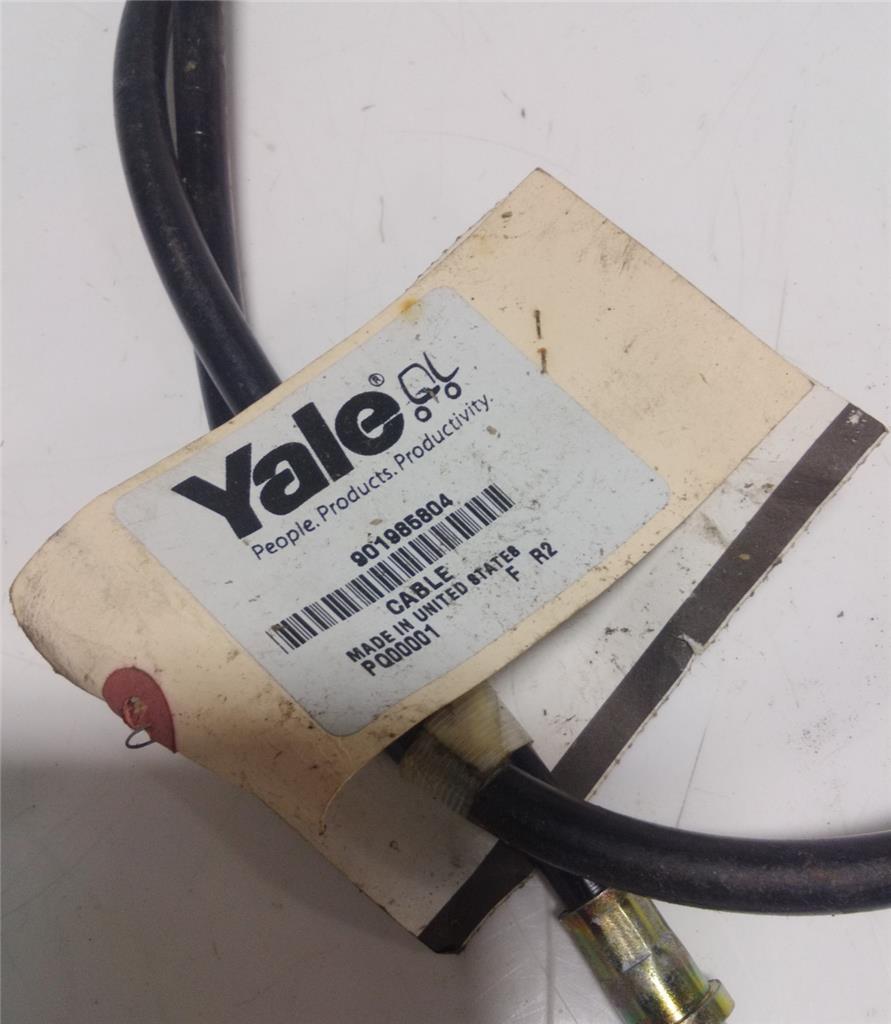 Yale®
People. Products. Productivity.
901985804
CABLE
MADE IN UNITED STATES
PQ00001 F R2